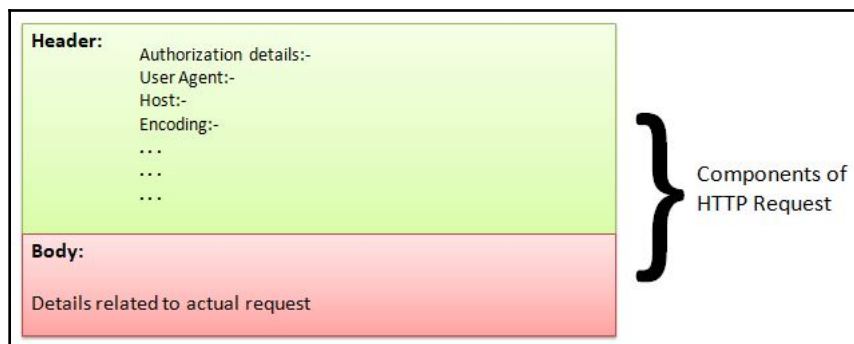 Header:
Authorization details:-
User Agent:-
Host:-
Encoding:-
...
...
...
Body:
Details related to actual request
Components of
HTTP Request